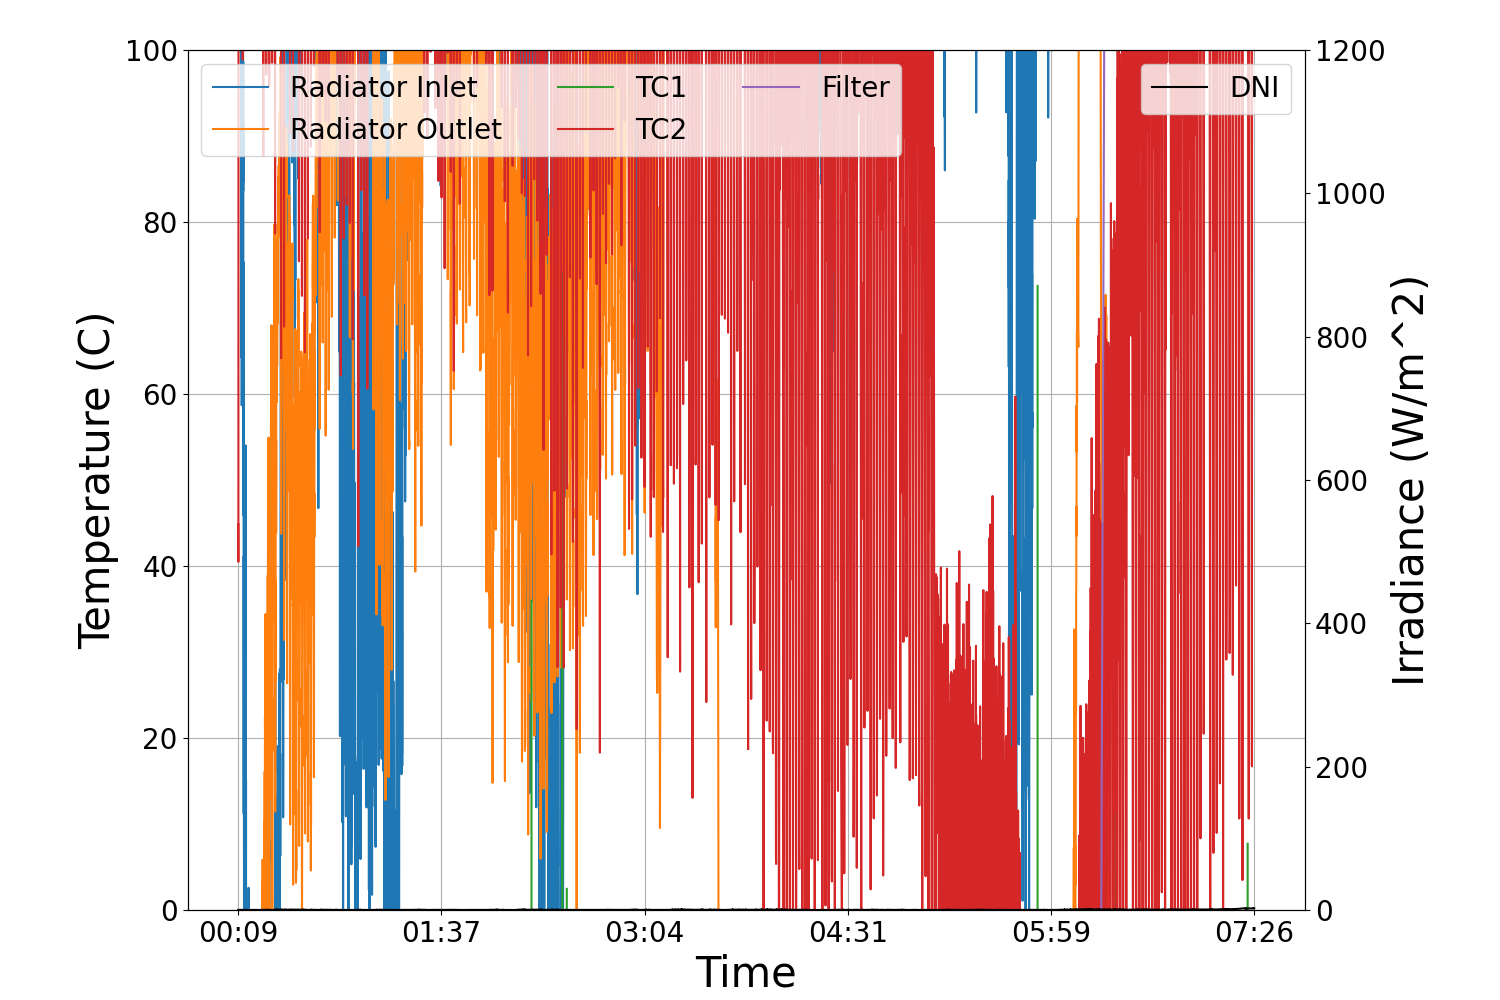 100
80
60
40
20
0
Temperature (C)
Radiator Inlet
Radiator Outlet
TC1
TC2
Filter
DNI
1200
1000
800
600
400
200
0
Irradiance (W/m^2)
00:09
01:37
03:04
04:31
05:59
07:26
Time